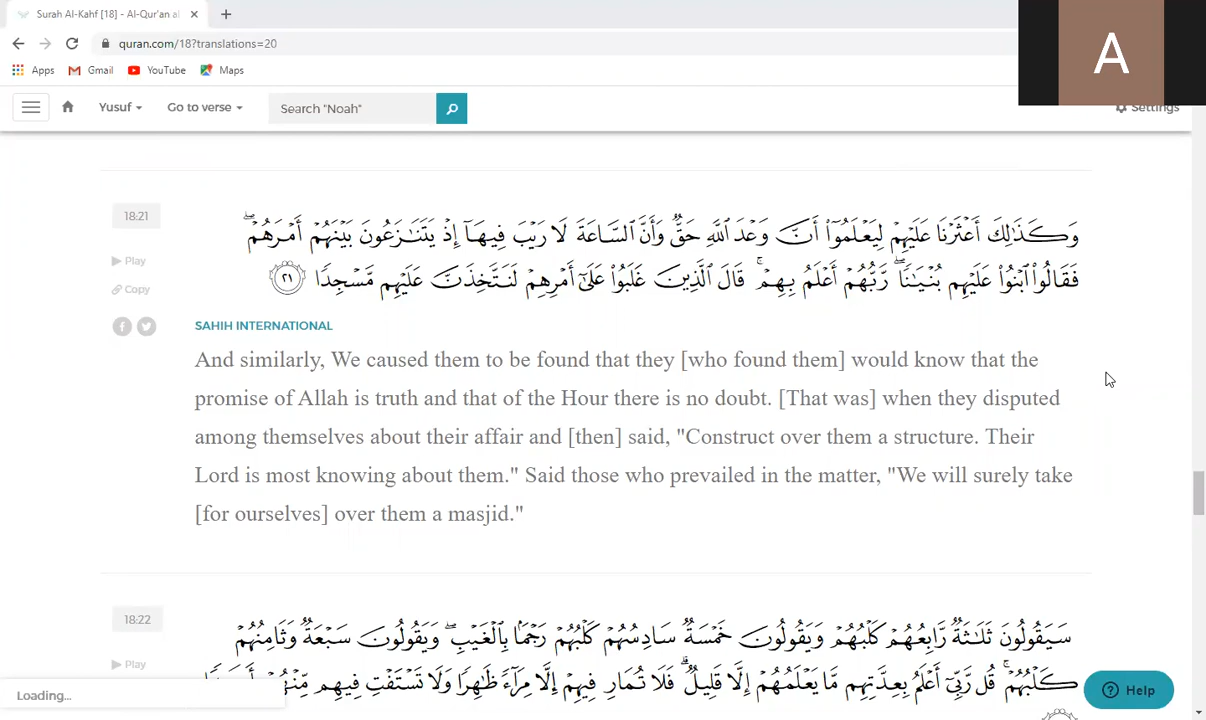 Surah Al-Kahf [18] - Al-Qur'an al
quran.com/18?translations=20
Apps Gmail YouTube Maps
A
Yusuf Go to verse Search "Noah" Settings
18:21
وَكَذَٰلِكَ أَعۡثَرۡنَا عَلَيۡهِمۡ لِيَعۡلَمُوٓاْ أَنَّ وَعۡدَ ٱللَّهِ حَقّٞ وَأَنَّ ٱلسَّاعَةَ لَا رَيۡبَ فِيهَآ إِذۡ يَتَنَٰزَعُونَ بَيۡنَهُمۡ أَمۡرَهُمۡۖ
فَقَالُواْ ٱبۡنُواْ عَلَيۡهِم بُنۡيَٰنٗاۖ رَّبُّهُمۡ أَعۡلَمُ بِهِمۡۚ قَالَ ٱلَّذِينَ غَلَبُواْ عَلَىٰٓ أَمۡرِهِمۡ لَنَتَّخِذَنَّ عَلَيۡهِم مَّسۡجِدٗا ٢١
Play
Copy
SAHIH INTERNATIONAL
And similarly, We caused them to be found that they [who found them] would know that the
promise of Allah is truth and that of the Hour there is no doubt. [That was] when they disputed
among themselves about their affair and [then] said, "Construct over them a structure. Their
Lord is most knowing about them." Said those who prevailed in the matter, "We will surely take
[for ourselves] over them a masjid."
18:22
سَيَقُولُونَ ثَلَٰثَةٞ رَّابِعُهُمۡ كَلۡبُهُمۡ وَيَقُولُونَ خَمۡسَةٞ سَادِسُهُمۡ كَلۡبُهُمۡ رَجۡمَۢا بِٱلۡغَيۡبِۖ وَيَقُولُونَ سَبۡعَةٞ وَثَامِنُهُمۡ
كَلۡبُهُمۡۚ قُل رَّبِّيٓ أَعۡلَمُ بِعِدَّتِهِم مَّا يَعۡلَمُهُمۡ إِلَّا قَلِيلٞۗ فَلَا تُمَارِ فِيهِمۡ إِلَّا مِرَآءٗ ظَٰهِرٗا وَلَا تَسۡتَفۡتِ فِيهِم مِّنۡهُمۡ
Play
Loading...
Help